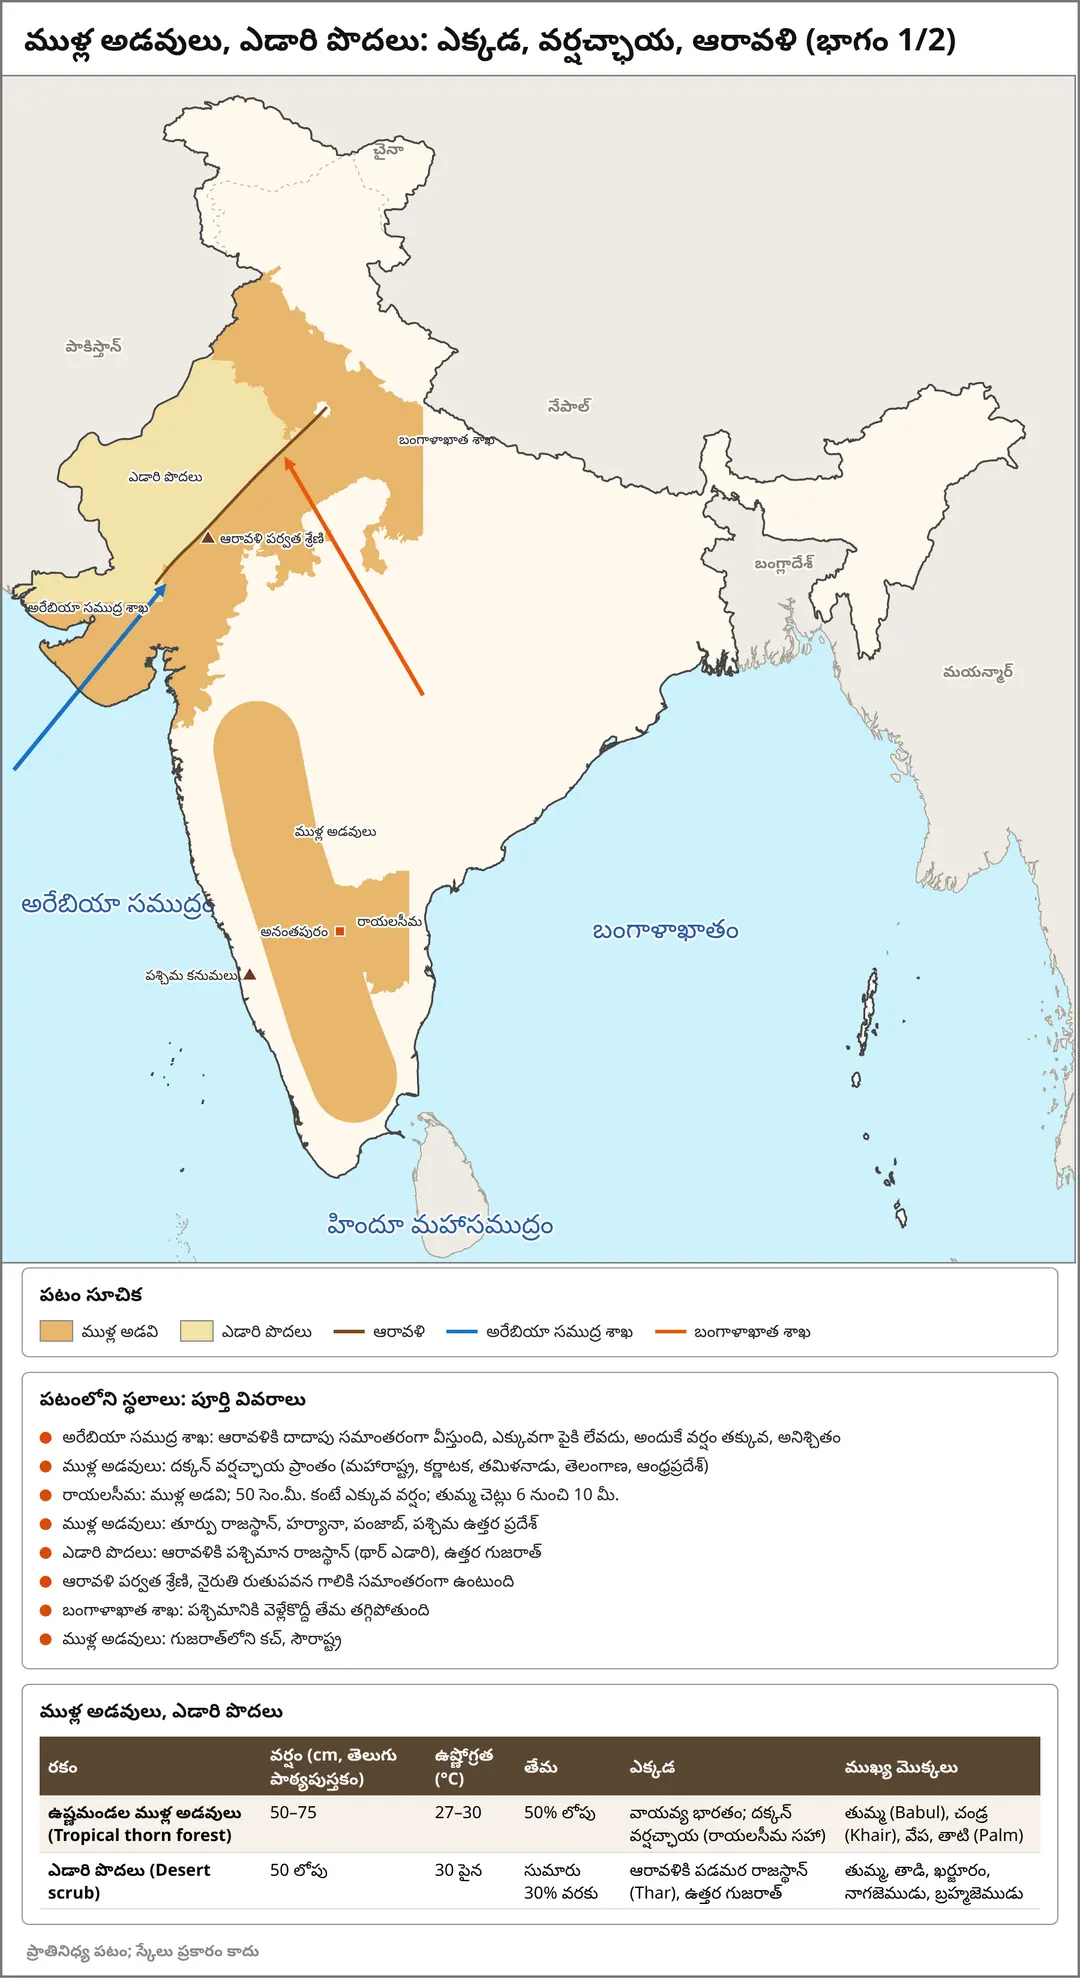 ముళ్ల అడవులు, ఎడారి పొదలు: ఎక్కడ, వర్షచ్ఛాయ, ఆరావళి (భాగం 1/2)
చైనా
పాకిస్తాన్
నేపాల్
బంగాళాఖాత శాఖ
ఎడారి పొదలు
ఆరావళి పర్వత శ్రేణి
బంగ్లాదేశ్
అరేబియా సముద్ర శాఖ
మయన్మార్
ముళ్ల అడవులు
అరేబియా సముద్రం
రాయలసీమ
అనంతపురం
బంగాళాఖాతం
పశ్చిమ కనుమలు
హిందూ మహాసముద్రం
పటం సూచిక
ముళ్ల అడవి
ఎడారి పొదలు
ఆరావళి
అరేబియా సముద్ర శాఖ
బంగాళాఖాత శాఖ
పటంలోని స్థలాలు: పూర్తి వివరాలు
అరేబియా సముద్ర శాఖ: ఆరావళికి దాదాపు సమాంతరంగా వీస్తుంది, ఎక్కువగా పైకి లేవదు, అందుకే వర్షం తక్కువ, అనిశ్చితం
ముళ్ల అడవులు: దక్కన్ వర్షచ్ఛాయ ప్రాంతం (మహారాష్ట్ర, కర్ణాటక, తమిళనాడు, తెలంగాణ, ఆంధ్రప్రదేశ్)
రాయలసీమ: ముళ్ల అడవి; 50 సెం.మీ. కంటే ఎక్కువ వర్షం; తుమ్మ చెట్లు 6 నుంచి 10 మీ.
ముళ్ల అడవులు: తూర్పు రాజస్థాన్, హర్యానా, పంజాబ్, పశ్చిమ ఉత్తర ప్రదేశ్
ఎడారి పొదలు: ఆరావళికి పశ్చిమాన రాజస్థాన్ (థార్ ఎడారి), ఉత్తర గుజరాత్
ఆరావళి పర్వత శ్రేణి, నైరుతి రుతుపవన గాలికి సమాంతరంగా ఉంటుంది
బంగాళాఖాత శాఖ: పశ్చిమానికి వెళ్లేకొద్దీ తేమ తగ్గిపోతుంది
ముళ్ల అడవులు: గుజరాత్‌లోని కచ్, సౌరాష్ట్ర
ముళ్ల అడవులు, ఎడారి పొదలు
రకం
వర్షం (cm, తెలుగు
పాఠ్యపుస్తకం)
ఉష్ణోగ్రత
(°C)
తేమ
ఎక్కడ
ముఖ్య మొక్కలు
ఉష్ణమండల ముళ్ల అడవులు
(Tropical thorn forest)
50–75
27–30
50% లోపు
వాయవ్య భారతం; దక్కన్
వర్షచ్ఛాయ (రాయలసీమ సహా)
తుమ్మ (Babul), చండ్ర
(Khair), వేప, తాటి (Palm)
ఎడారి పొదలు (Desert
scrub)
50 లోపు
30 పైన
సుమారు
30% వరకు
ఆరావళికి పడమర రాజస్థాన్
(Thar), ఉత్తర గుజరాత్
తుమ్మ, తాడి, ఖర్జూరం,
నాగజెముడు, బ్రహ్మజెముడు
ప్రాతినిధ్య పటం; స్కేలు ప్రకారం కాదు